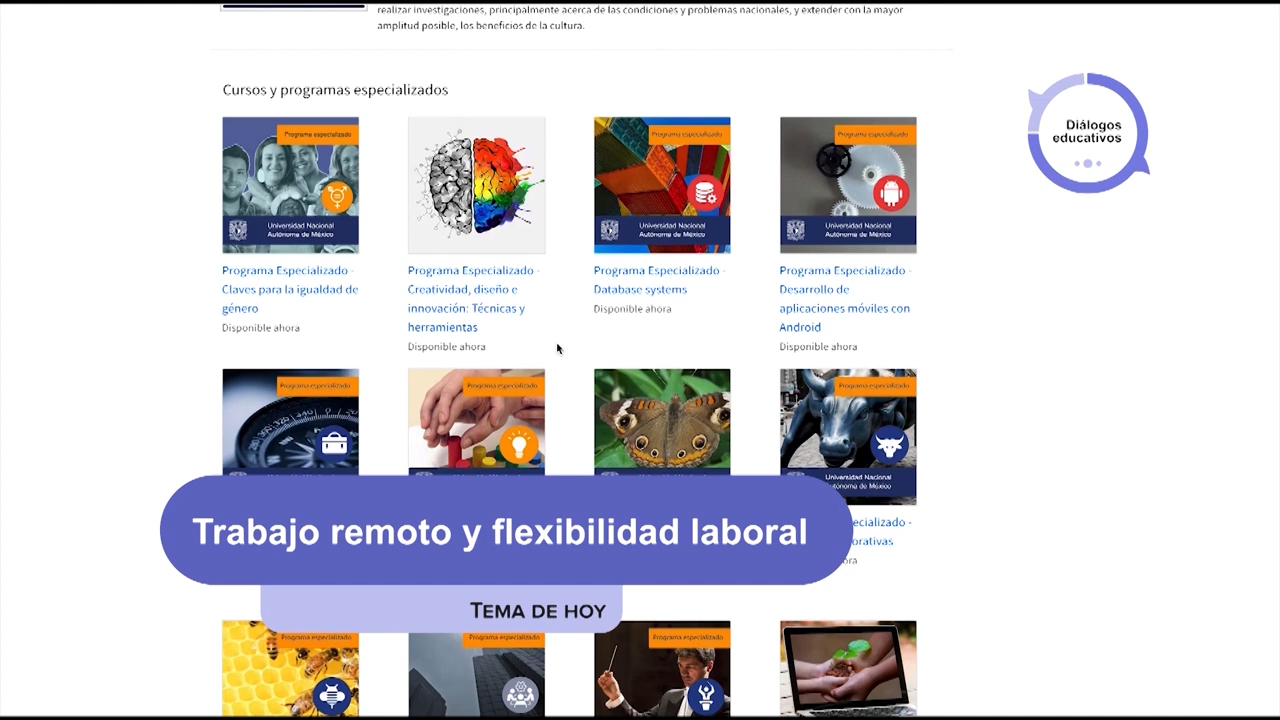 realizar investigaciones, principalmente acerca de las condiciones y problemas nacionales, y extender con la mayor
amplitud posible, los beneficios de la cultura.
Diálogos
educativos
Cursos y programas especializados
Programa especializado
Universidad Nacional
Autónoma de México
Programa Especializado -
Claves para la igualdad de
género
Disponible ahora
Programa Especializado -
Creatividad, diseño e
innovación: Técnicas y
herramientas
Disponible ahora
Programa especializado
Universidad Nacional
Autónoma de México
Programa Especializado -
Database systems
Disponible ahora
Programa especializado
Universidad Nacional
Autónoma de México
Programa Especializado -
Desarrollo de
aplicaciones móviles con
Android
Disponible ahora
Programa especializado
Programa especializado
Programa especializado
Universidad Nacional
Autónoma de México
ecializado -
orativas
ora
Trabajo remoto y flexibilidad laboral
Tema de hoy
Programa especializado
Programa especializado
Programa especializado